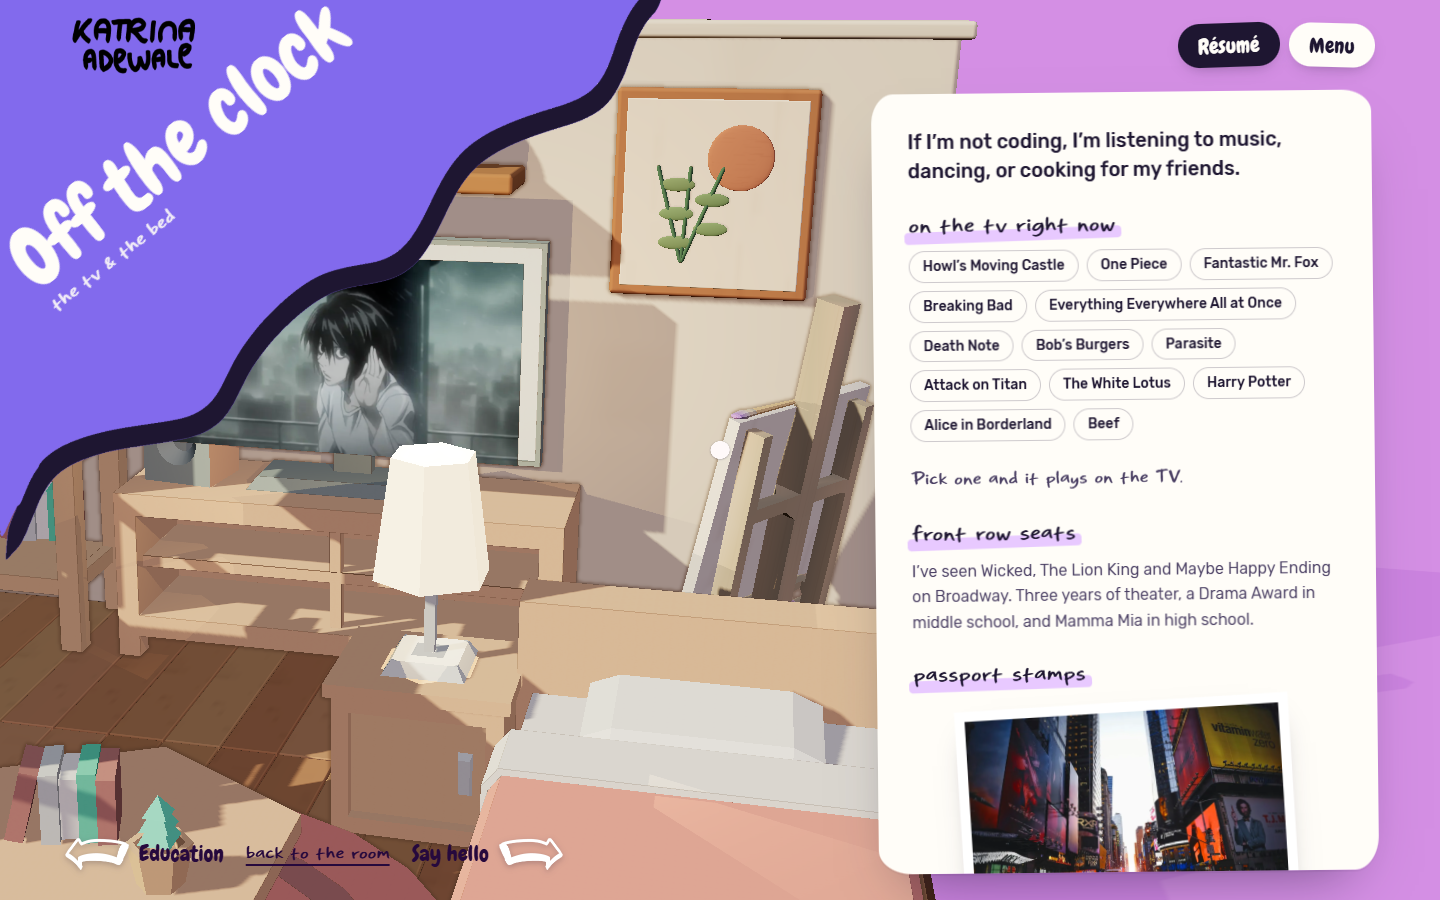 KATRINA
ADEWALE
Off the clock
the tv & the bed
Résumé
Menu
If I’m not coding, I’m listening to music,
dancing, or cooking for my friends.
on the tv right now
Howl’s Moving Castle
One Piece
Fantastic Mr. Fox
Breaking Bad
Everything Everywhere All at Once
Death Note
Bob’s Burgers
Parasite
Attack on Titan
The White Lotus
Harry Potter
Alice in Borderland
Beef
Pick one and it plays on the TV.
front row seats
I’ve seen Wicked, The Lion King and Maybe Happy Ending
on Broadway. Three years of theater, a Drama Award in
middle school, and Mamma Mia in high school.
passport stamps
vitaminwater
zero
Education
back to the room
Say hello